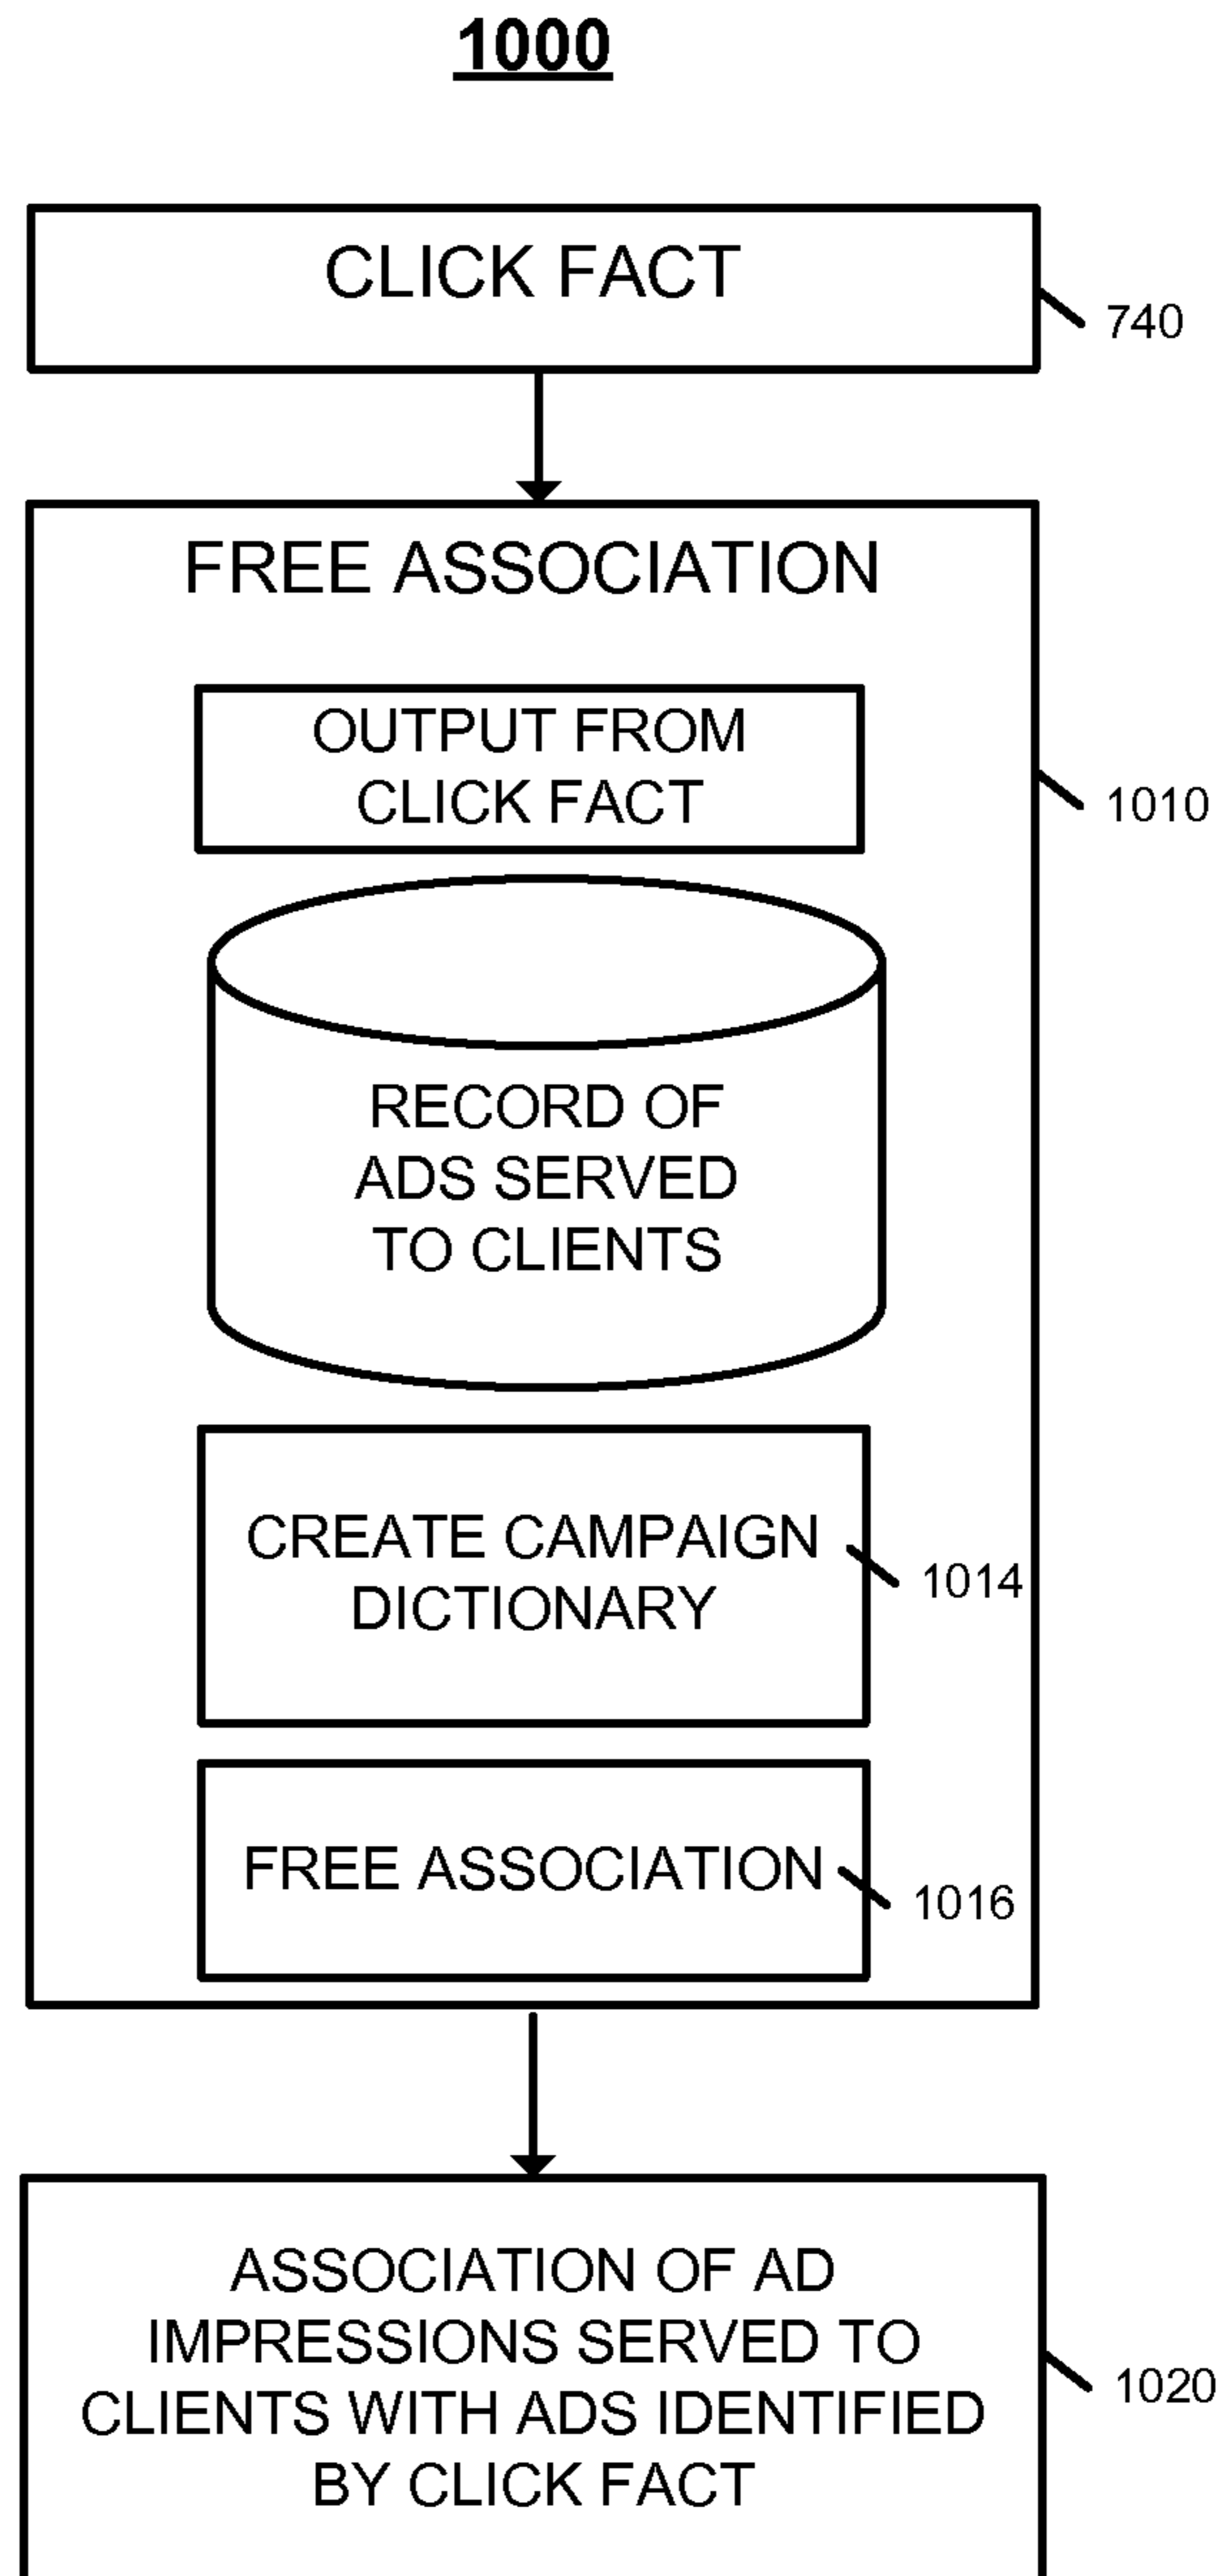 1000
CLICK FACT
740
FREE ASSOCIATION
OUTPUT FROM
CLICK FACT
1010
RECORD OF
ADS SERVED
TO CLIENTS
CREATE CAMPAIGN
DICTIONARY
1014
FREE ASSOCIATION
1016
ASSOCIATION OF AD
IMPRESSIONS SERVED TO
CLIENTS WITH ADS IDENTIFIED
BY CLICK FACT
1020